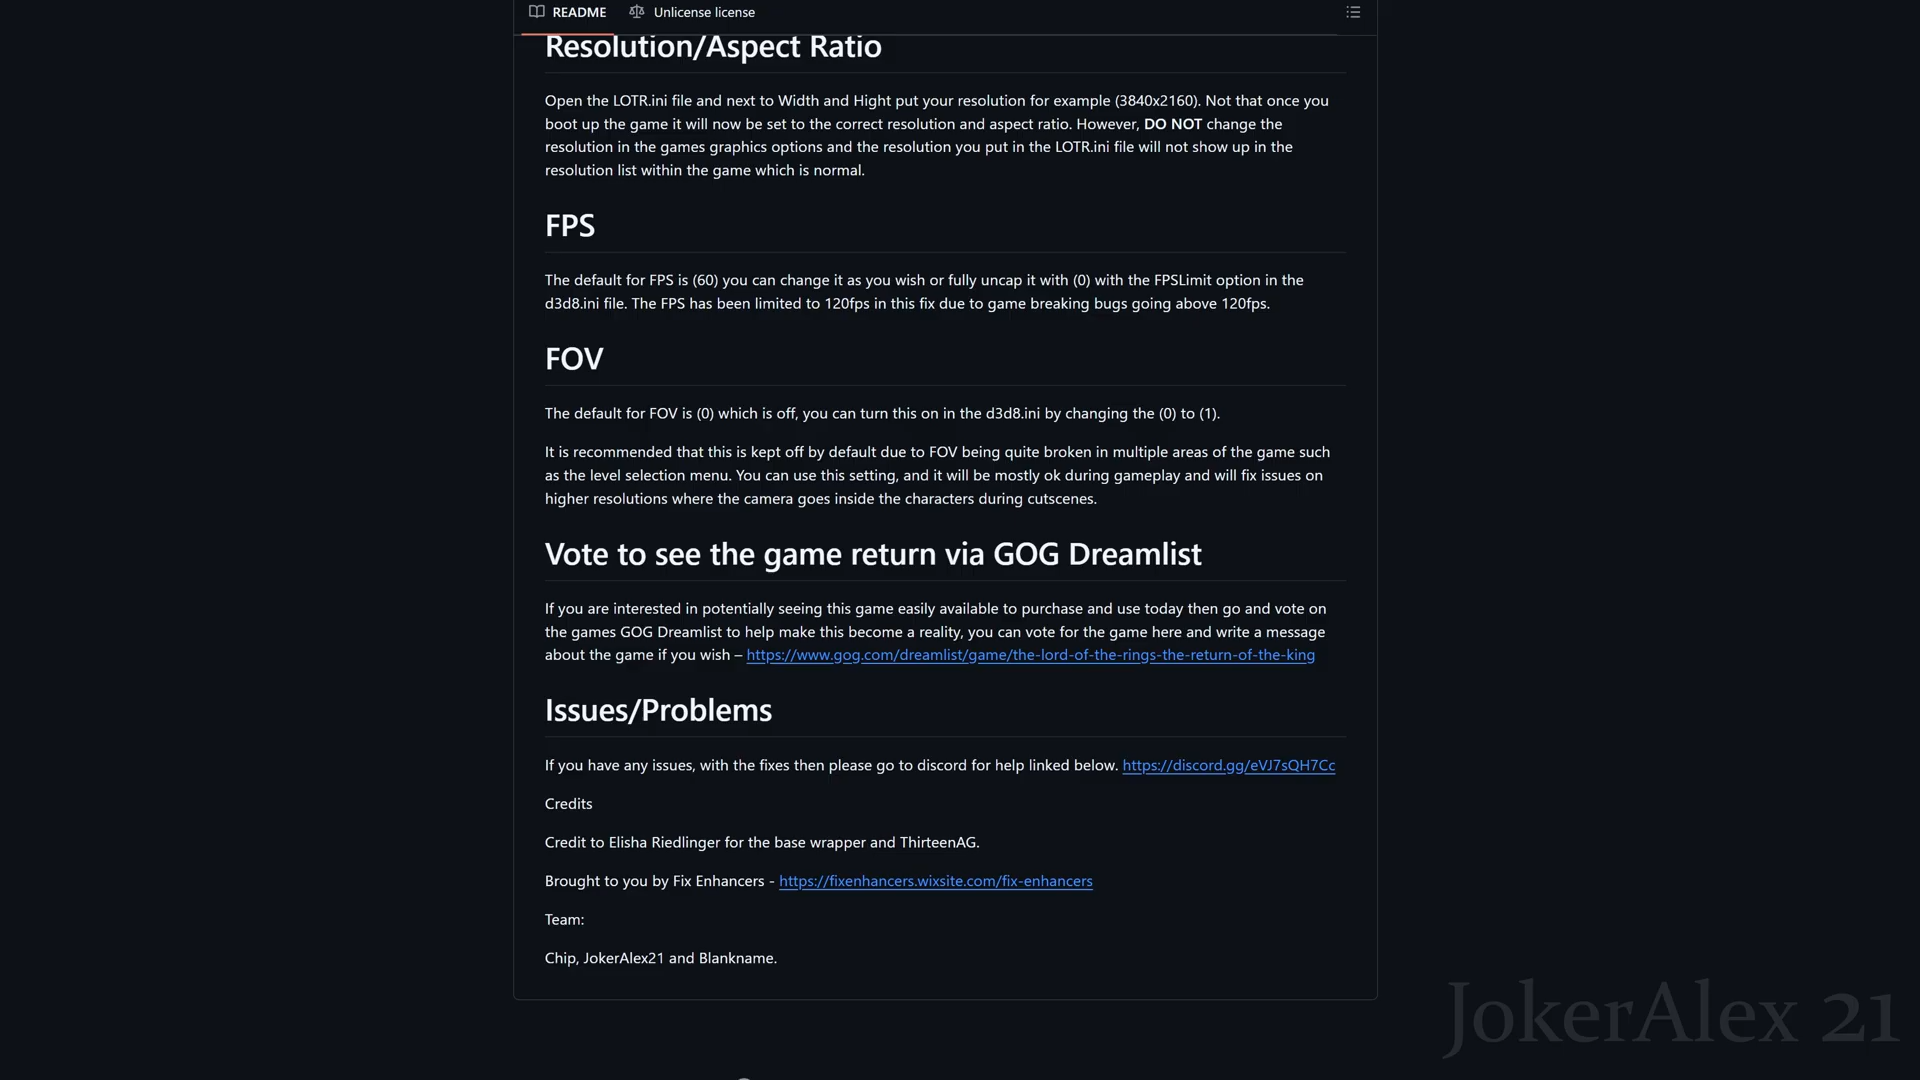 README
Unlicense license
Resolution/Aspect Ratio
Open the LOTR.ini file and next to Width and Hight put your resolution for example (3840x2160). Not that once you
boot up the game it will now be set to the correct resolution and aspect ratio. However, DO NOT change the
resolution in the games graphics options and the resolution you put in the LOTR.ini file will not show up in the
resolution list within the game which is normal.
FPS
The default for FPS is (60) you can change it as you wish or fully uncap it with (0) with the FPSLimit option in the
d3d8.ini file. The FPS has been limited to 120fps in this fix due to game breaking bugs going above 120fps.
FOV
The default for FOV is (0) which is off, you can turn this on in the d3d8.ini by changing the (0) to (1).
It is recommended that this is kept off by default due to FOV being quite broken in multiple areas of the game such
as the level selection menu. You can use this setting, and it will be mostly ok during gameplay and will fix issues on
higher resolutions where the camera goes inside the characters during cutscenes.
Vote to see the game return via GOG Dreamlist
If you are interested in potentially seeing this game easily available to purchase and use today then go and vote on
the games GOG Dreamlist to help make this become a reality, you can vote for the game here and write a message
about the game if you wish – https://www.gog.com/dreamlist/game/the-lord-of-the-rings-the-return-of-the-king
Issues/Problems
If you have any issues, with the fixes then please go to discord for help linked below. https://discord.gg/eVJ7sQH7Cc
Credits
Credit to Elisha Riedlinger for the base wrapper and ThirteenAG.
Brought to you by Fix Enhancers - https://fixenhancers.wixsite.com/fix-enhancers
Team:
Chip, JokerAlex21 and Blankname.
JokerAlex 21